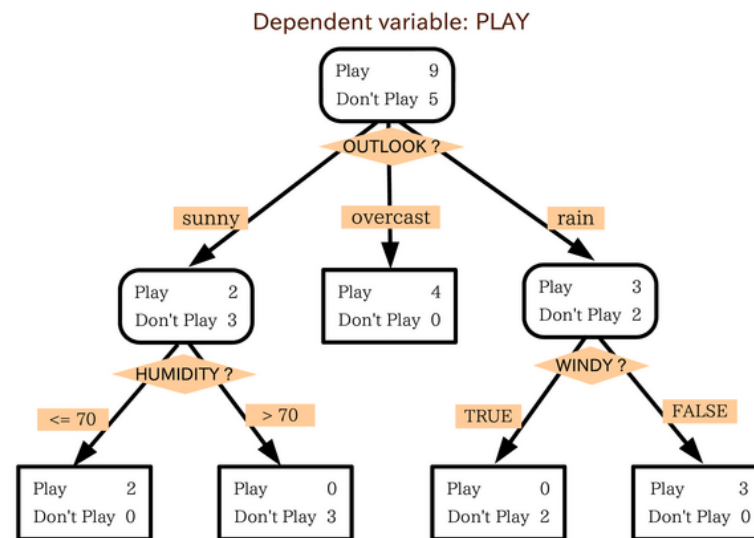 Dependent variable: PLAY
Play 9
Don't Play 5
OUTLOOK ?
sunny
overcast
rain
Play 2
Don't Play 3
Play 4
Don't Play 0
Play 3
Don't Play 2
HUMIDITY ?
WINDY ?
<= 70
> 70
TRUE
FALSE
Play 2
Don't Play 0
Play 0
Don't Play 3
Play 0
Don't Play 2
Play 3
Don't Play 0